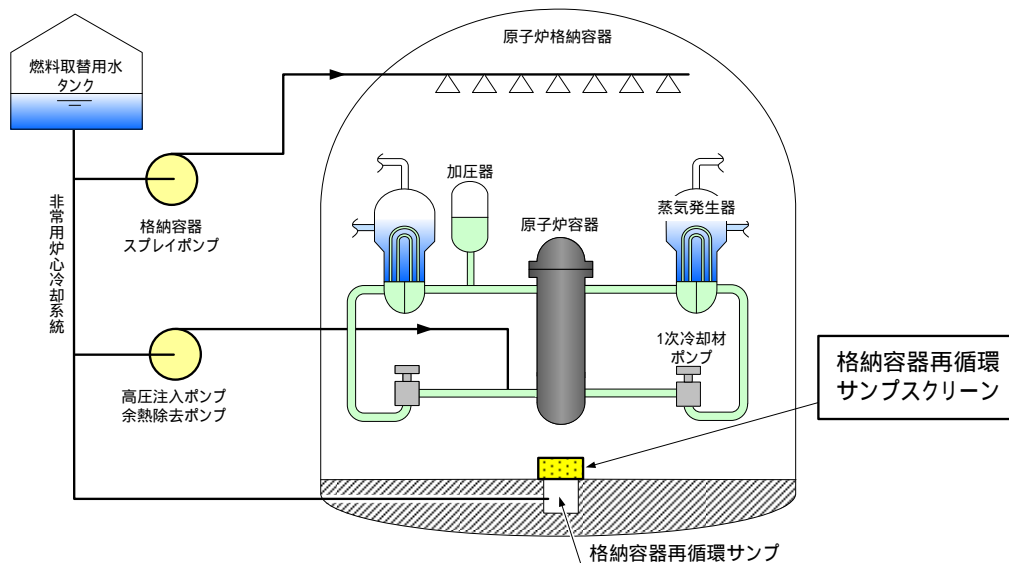 原子炉格納容器
燃料取替用水
タンク
加圧器
蒸気発生器
原子炉容器
格納容器
スプレイポンプ
非常用炉心冷却系統
1次冷却材
ポンプ
格納容器再循環
サンプスクリーン
高圧注入ポンプ
余熱除去ポンプ
格納容器再循環サンプ